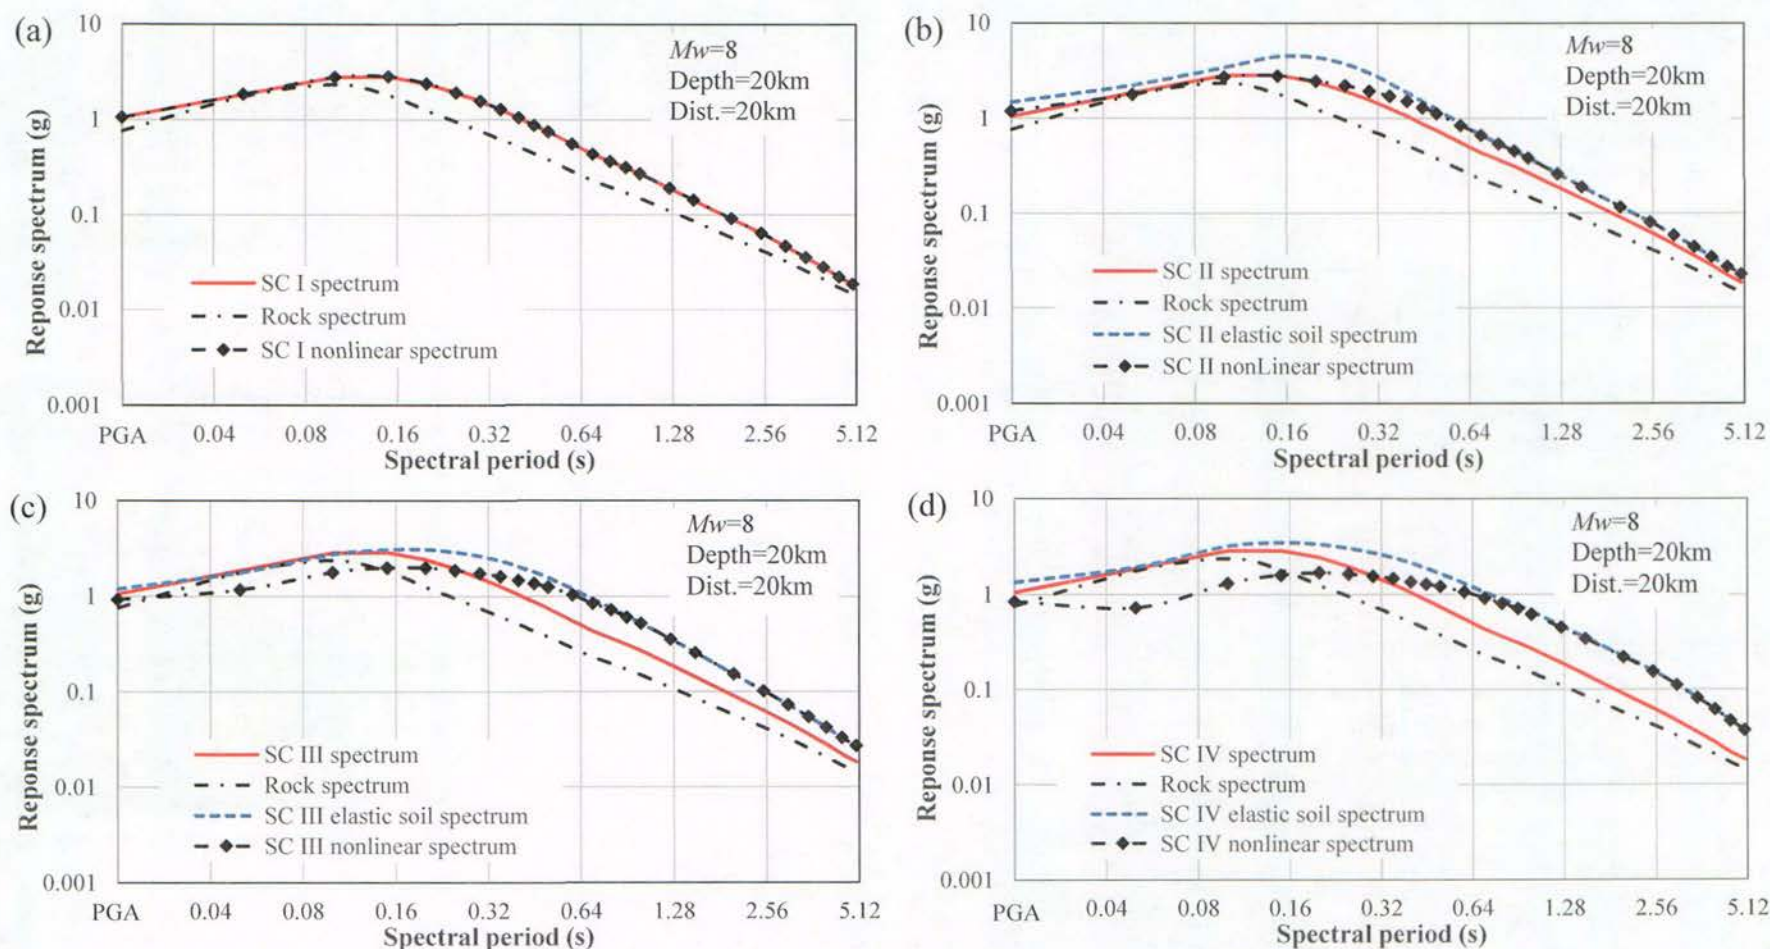 (a)
10
1
0.1
0.01
0.001
Reponse spectrum (g)
Mw=8
Depth=20km
Dist.=20km
SC I spectrum
Rock spectrum
SC I nonlinear spectrum
PGA 0.04 0.08 0.16 0.32 0.64 1.28 2.56 5.12
Spectral period (s)
(b)
10
1
0.1
0.01
0.001
Reponse spectrum (g)
Mw=8
Depth=20km
Dist.=20km
SC II spectrum
Rock spectrum
SC II elastic soil spectrum
SC II nonLinear spectrum
PGA 0.04 0.08 0.16 0.32 0.64 1.28 2.56 5.12
Spectral period (s)
(c)
10
1
0.1
0.01
0.001
Reponse spectrum (g)
Mw=8
Depth=20km
Dist.=20km
SC III spectrum
Rock spectrum
SC III elastic soil spectrum
SC III nonlinear spectrum
PGA 0.04 0.08 0.16 0.32 0.64 1.28 2.56 5.12
Spectral period (s)
(d)
10
1
0.1
0.01
0.001
Reponse spectrum (g)
Mw=8
Depth=20km
Dist.=20km
SC IV spectrum
Rock spectrum
SC IV elastic soil spectrum
SC IV nonlinear spectrum
PGA 0.04 0.08 0.16 0.32 0.64 1.28 2.56 5.12
Spectral period (s)